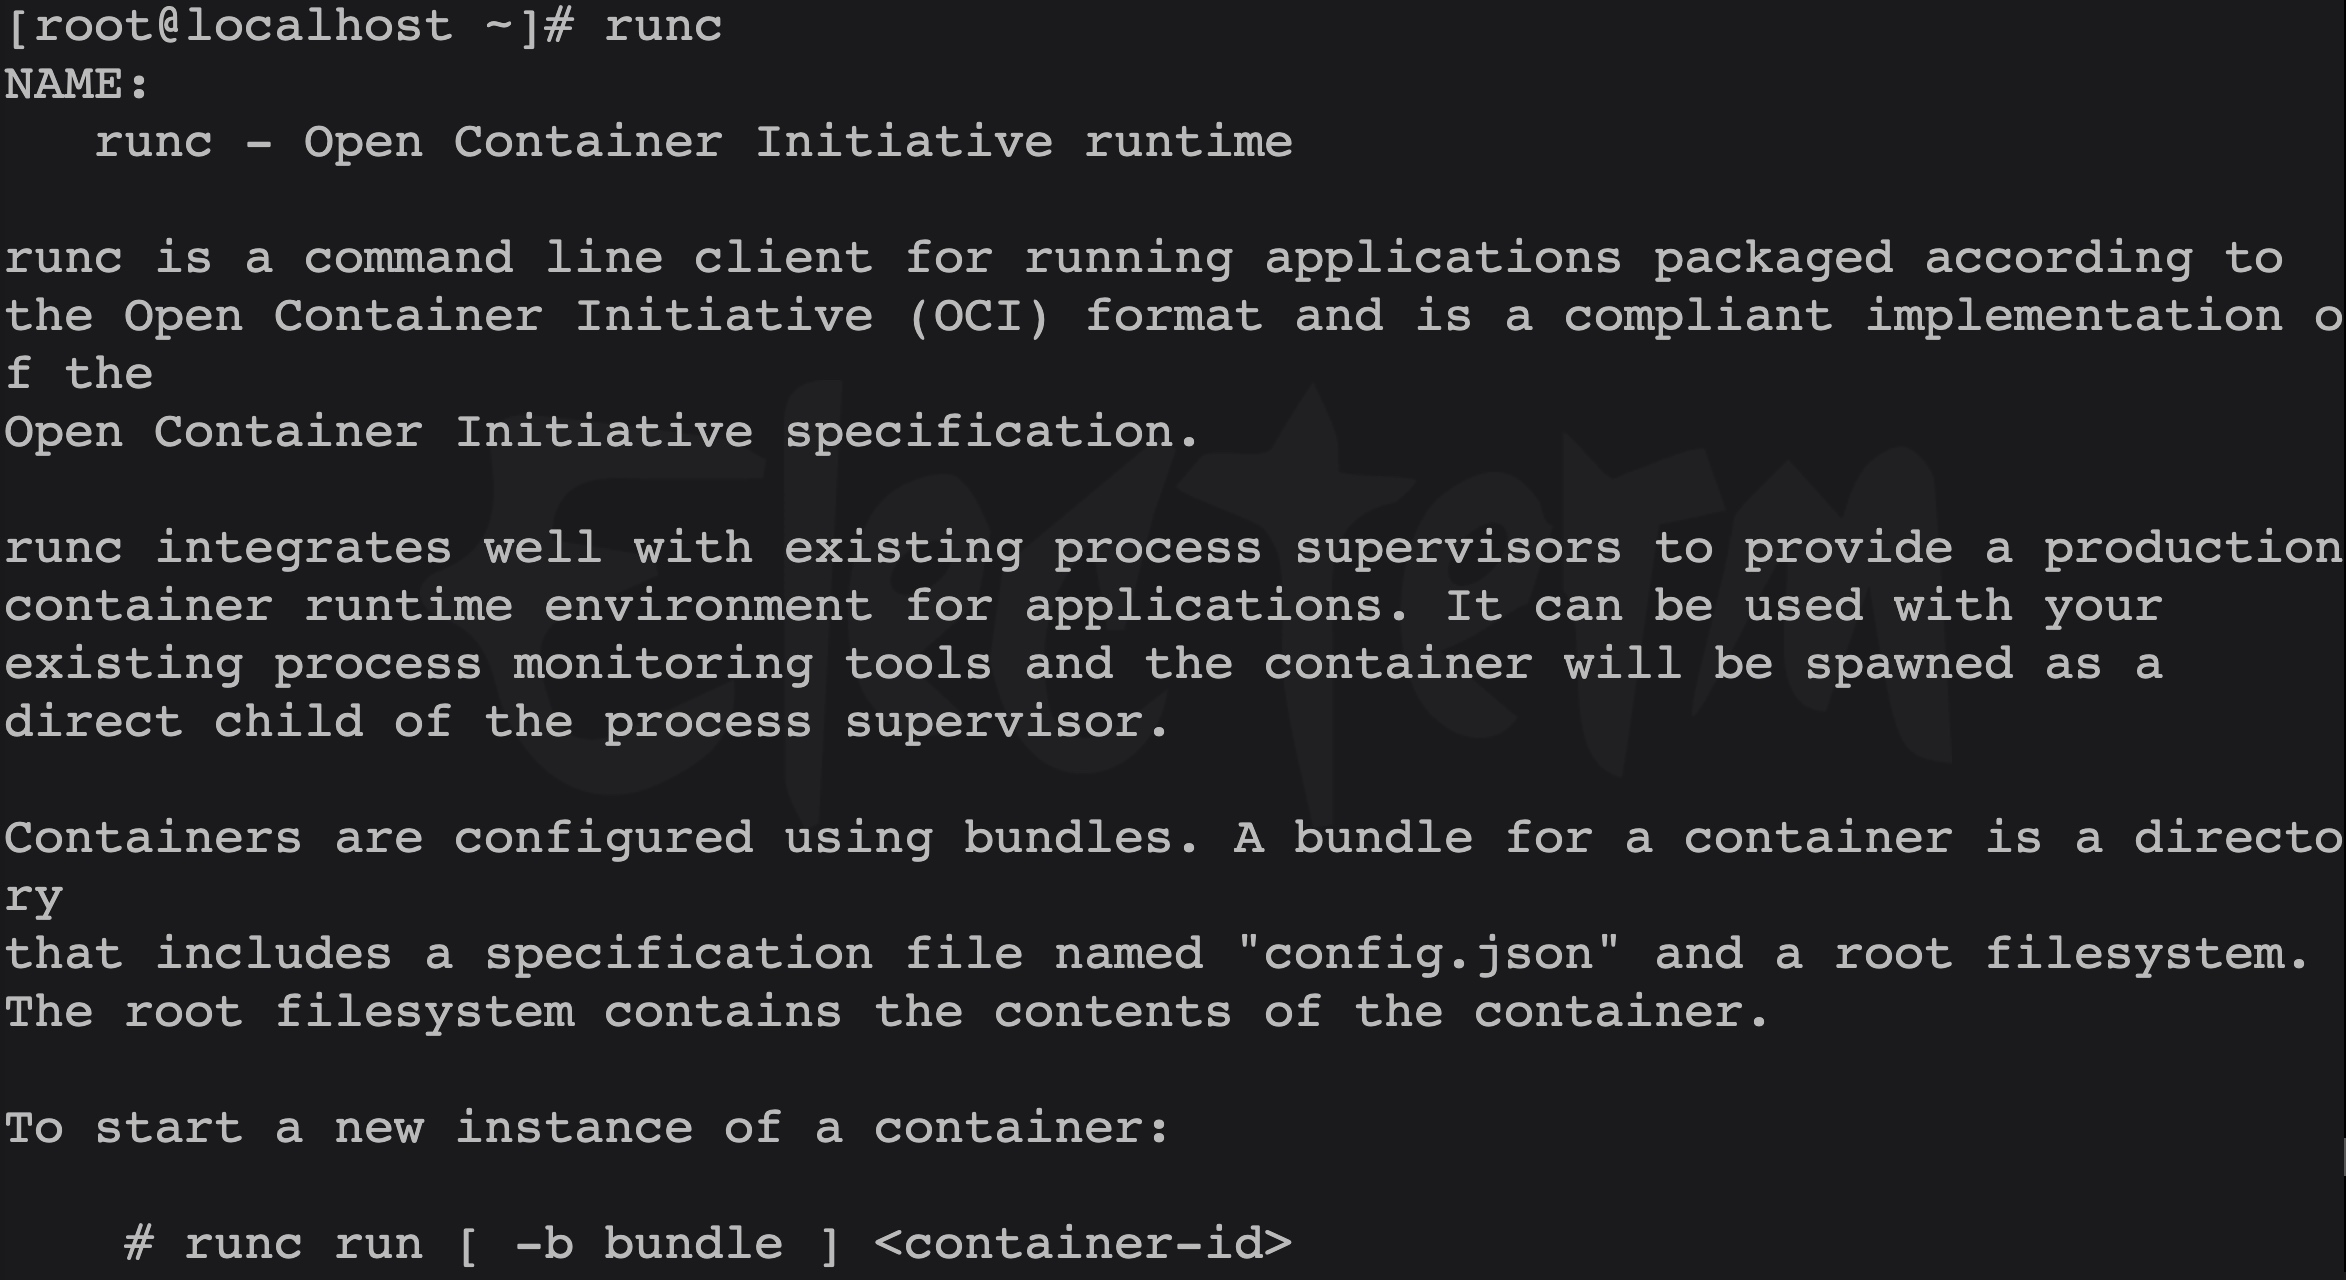 [root@localhost ~]# runc
NAME:
   runc - Open Container Initiative runtime

runc is a command line client for running applications packaged according to
the Open Container Initiative (OCI) format and is a compliant implementation o
f the
Open Container Initiative specification.

runc integrates well with existing process supervisors to provide a production
container runtime environment for applications. It can be used with your
existing process monitoring tools and the container will be spawned as a
direct child of the process supervisor.

Containers are configured using bundles. A bundle for a container is a directo
ry
that includes a specification file named "config.json" and a root filesystem.
The root filesystem contains the contents of the container.

To start a new instance of a container:

    # runc run [ -b bundle ] <container-id>
Electerm